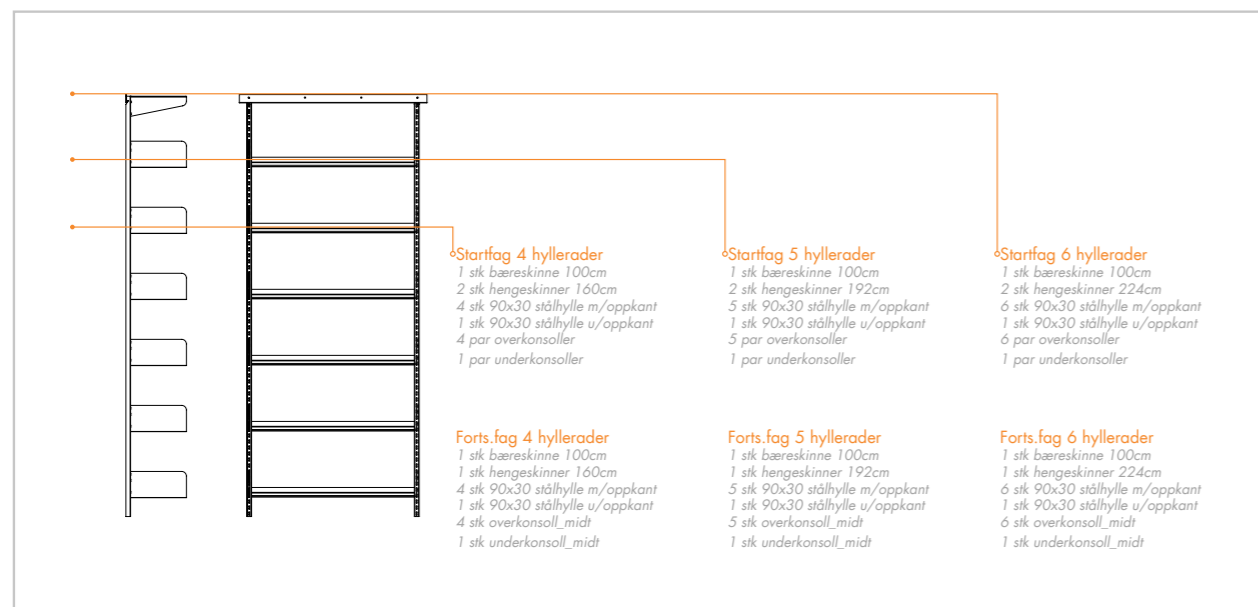 Startfag 4 hyllerader
1 stk bæreskinne 100cm
2 stk hengeskinner 160cm
4 stk 90x30 stålhylle m/oppkant
1 stk 90x30 stålhylle u/oppkant
4 par overkonsoller
1 par underkonsoller
Startfag 5 hyllerader
1 stk bæreskinne 100cm
2 stk hengeskinner 192cm
5 stk 90x30 stålhylle m/oppkant
1 stk 90x30 stålhylle u/oppkant
5 par overkonsoller
1 par underkonsoller
Startfag 6 hyllerader
1 stk bæreskinne 100cm
2 stk hengeskinner 224cm
6 stk 90x30 stålhylle m/oppkant
1 stk 90x30 stålhylle u/oppkant
6 par overkonsoller
1 par underkonsoller
Forts.fag 4 hyllerader
1 stk bæreskinne 100cm
1 stk hengeskinner 160cm
4 stk 90x30 stålhylle m/oppkant
1 stk 90x30 stålhylle u/oppkant
4 stk overkonsoll_midt
1 stk underkonsoll_midt
Forts.fag 5 hyllerader
1 stk bæreskinne 100cm
1 stk hengeskinner 192cm
5 stk 90x30 stålhylle m/oppkant
1 stk 90x30 stålhylle u/oppkant
5 stk overkonsoll_midt
1 stk underkonsoll_midt
Forts.fag 6 hyllerader
1 stk bæreskinne 100cm
1 stk hengeskinner 224cm
6 stk 90x30 stålhylle m/oppkant
1 stk 90x30 stålhylle u/oppkant
6 stk overkonsoll_midt
1 stk underkonsoll_midt